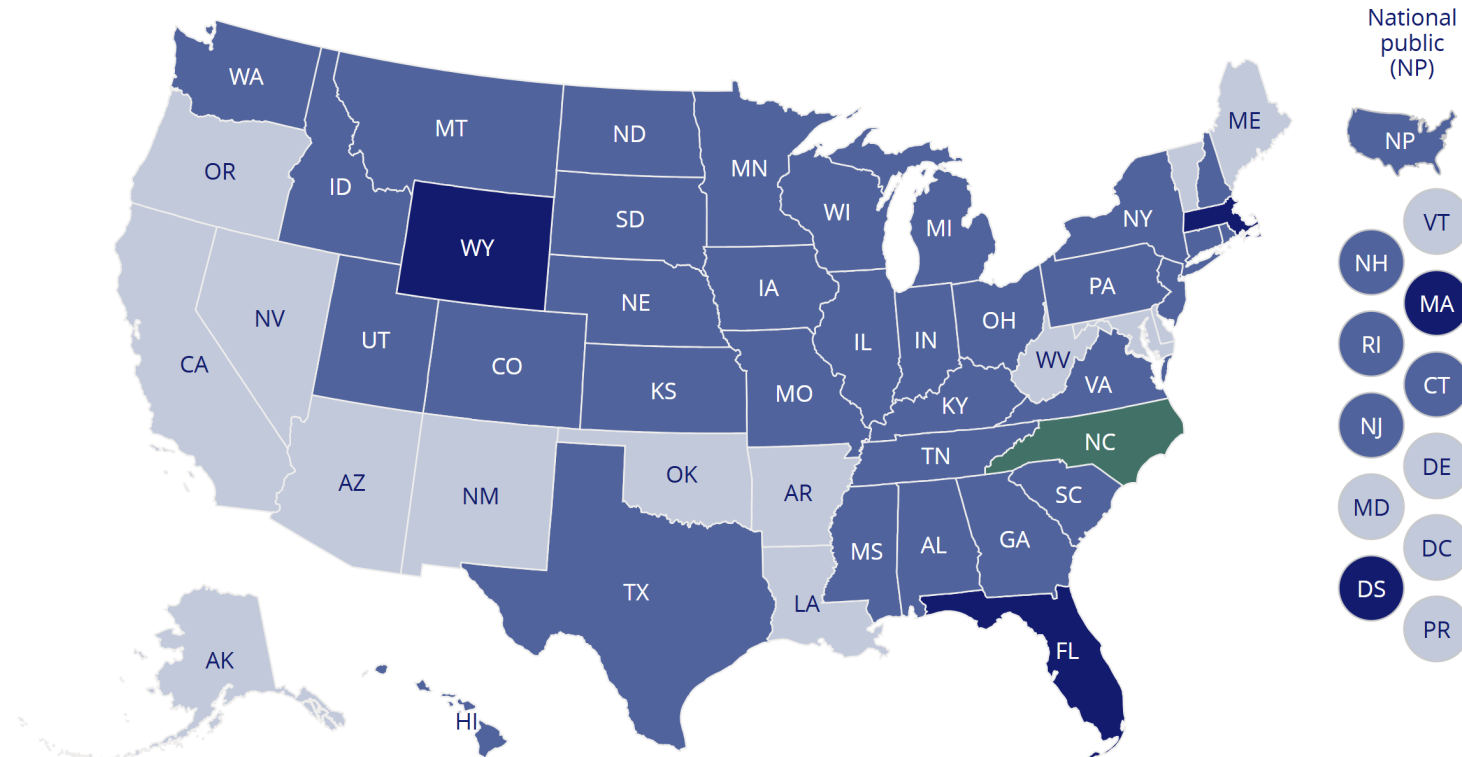 National
public
(NP)
WA
MT
ND
MN
ME
NP
OR
ID
SD
WI
MI
NY
VT
WY
NH
IA
PA
MA
NE
NV
UT
OH
RI
CA
CO
IL
IN
WV
VA
CT
KS
MO
KY
NJ
NC
TN
AZ
NM
OK
AR
SC
DE
MD
MS
AL
GA
DC
TX
LA
DS
AK
FL
PR
HI